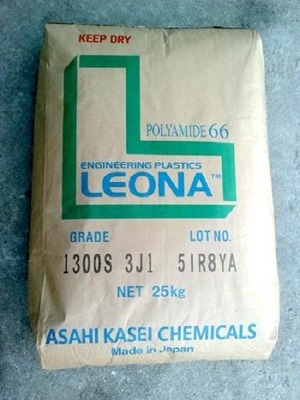 KEEP DRY
POLYAMIDE 66
ENGINEERING PLASTICS
LEONA™
GRADE LOT NO.
1300S 3J1 51R8YA
NET 25kg
ASAHI KASEI CHEMICALS
Made in Japan